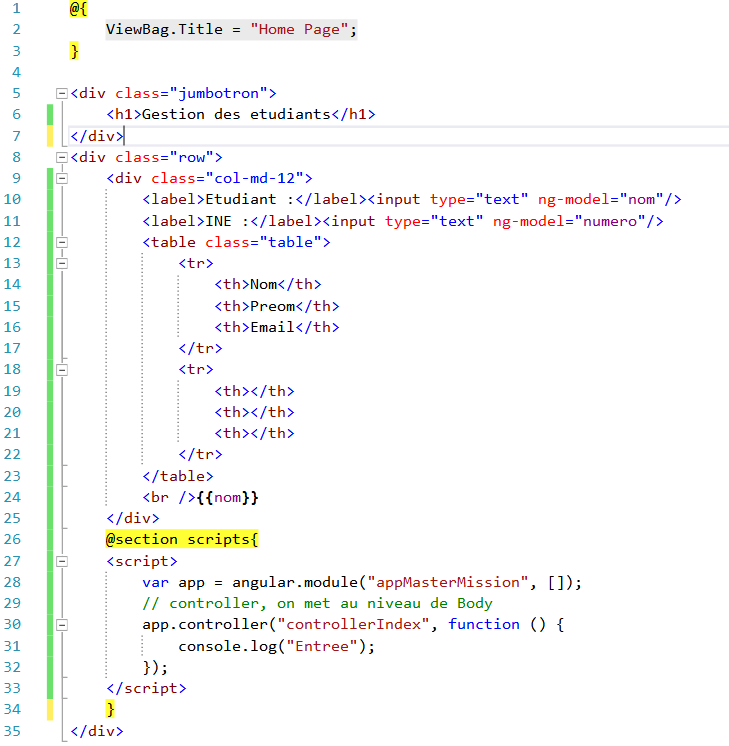 1 @{
2 ViewBag.Title = "Home Page";
3 }
4
5 <div class="jumbotron">
6 <h1>Gestion des etudiants</h1>
7 </div>
8 <div class="row">
9 <div class="col-md-12">
10 <label>Etudiant :</label><input type="text" ng-model="nom"/>
11 <label>INE :</label><input type="text" ng-model="numero"/>
12 <table class="table">
13 <tr>
14 <th>Nom</th>
15 <th>Preom</th>
16 <th>Email</th>
17 </tr>
18 <tr>
19 <th></th>
20 <th></th>
21 <th></th>
22 </tr>
23 </table>
24 <br />{{nom}}
25 </div>
26 @section scripts{
27 <script>
28 var app = angular.module("appMasterMission", []);
29 // controller, on met au niveau de Body
30 app.controller("controllerIndex", function () {
31 console.log("Entree");
32 });
33 </script>
34 }
35 </div>